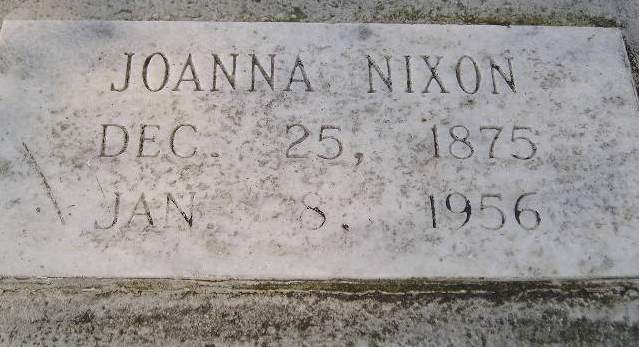 JOANNA NIXON
DEC. 25, 1875
JAN 8, 1956